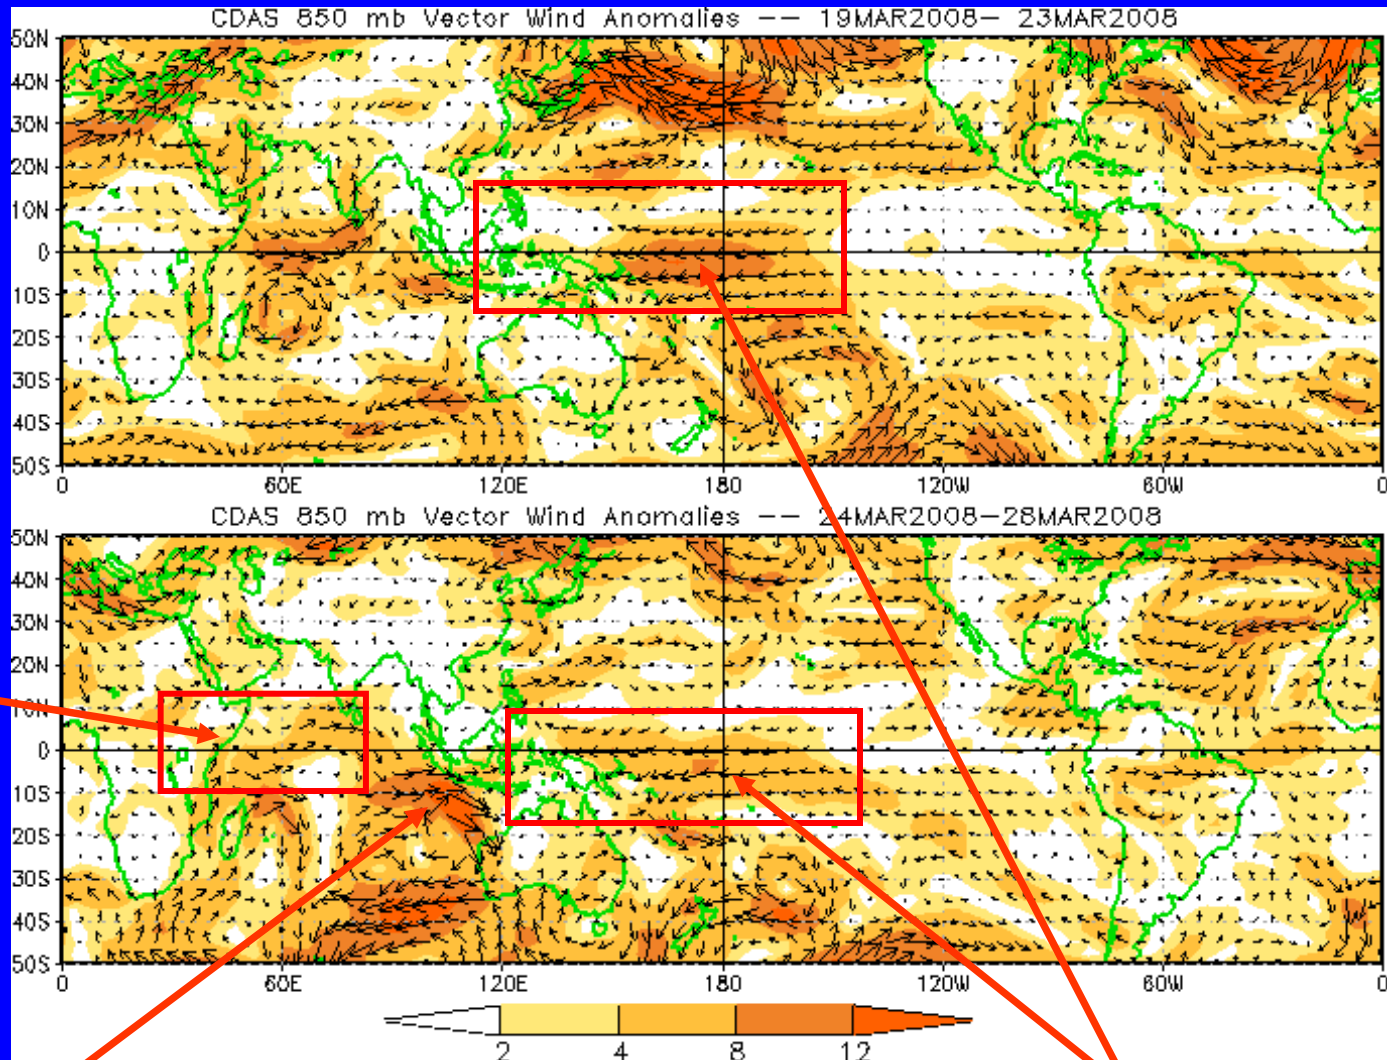 CDAS 850 mb Vector Wind Anomalies -- 19MAR2008- 23MAR2008
50N
40N
30N
20N
10N
0
10S
20S
30S
40S
50S
0 60E 120E 180 120W 60W 0
CDAS 850 mb Vector Wind Anomalies -- 24MAR2008-28MAR2008
50N
40N
30N
20N
10N
0
10S
20S
30S
40S
50S
0 60E 120E 180 120W 60W 0
2 4 8 12